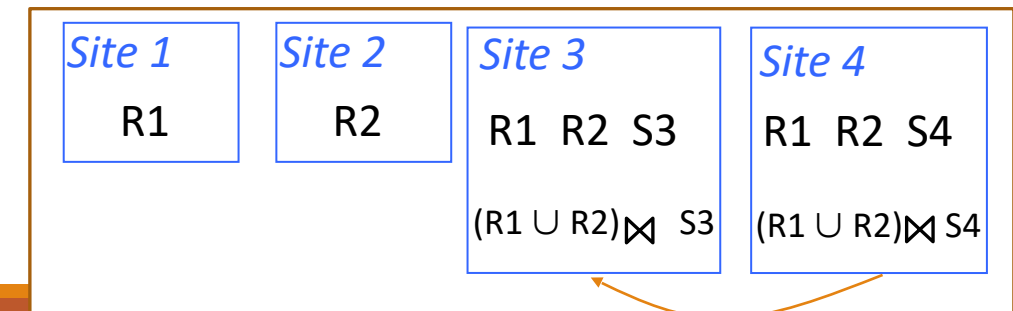 Site 1
R1
Site 2
R2
Site 3
R1 R2 S3
(R1 ∪ R2)⋈ S3
Site 4
R1 R2 S4
(R1 ∪ R2)⋈ S4